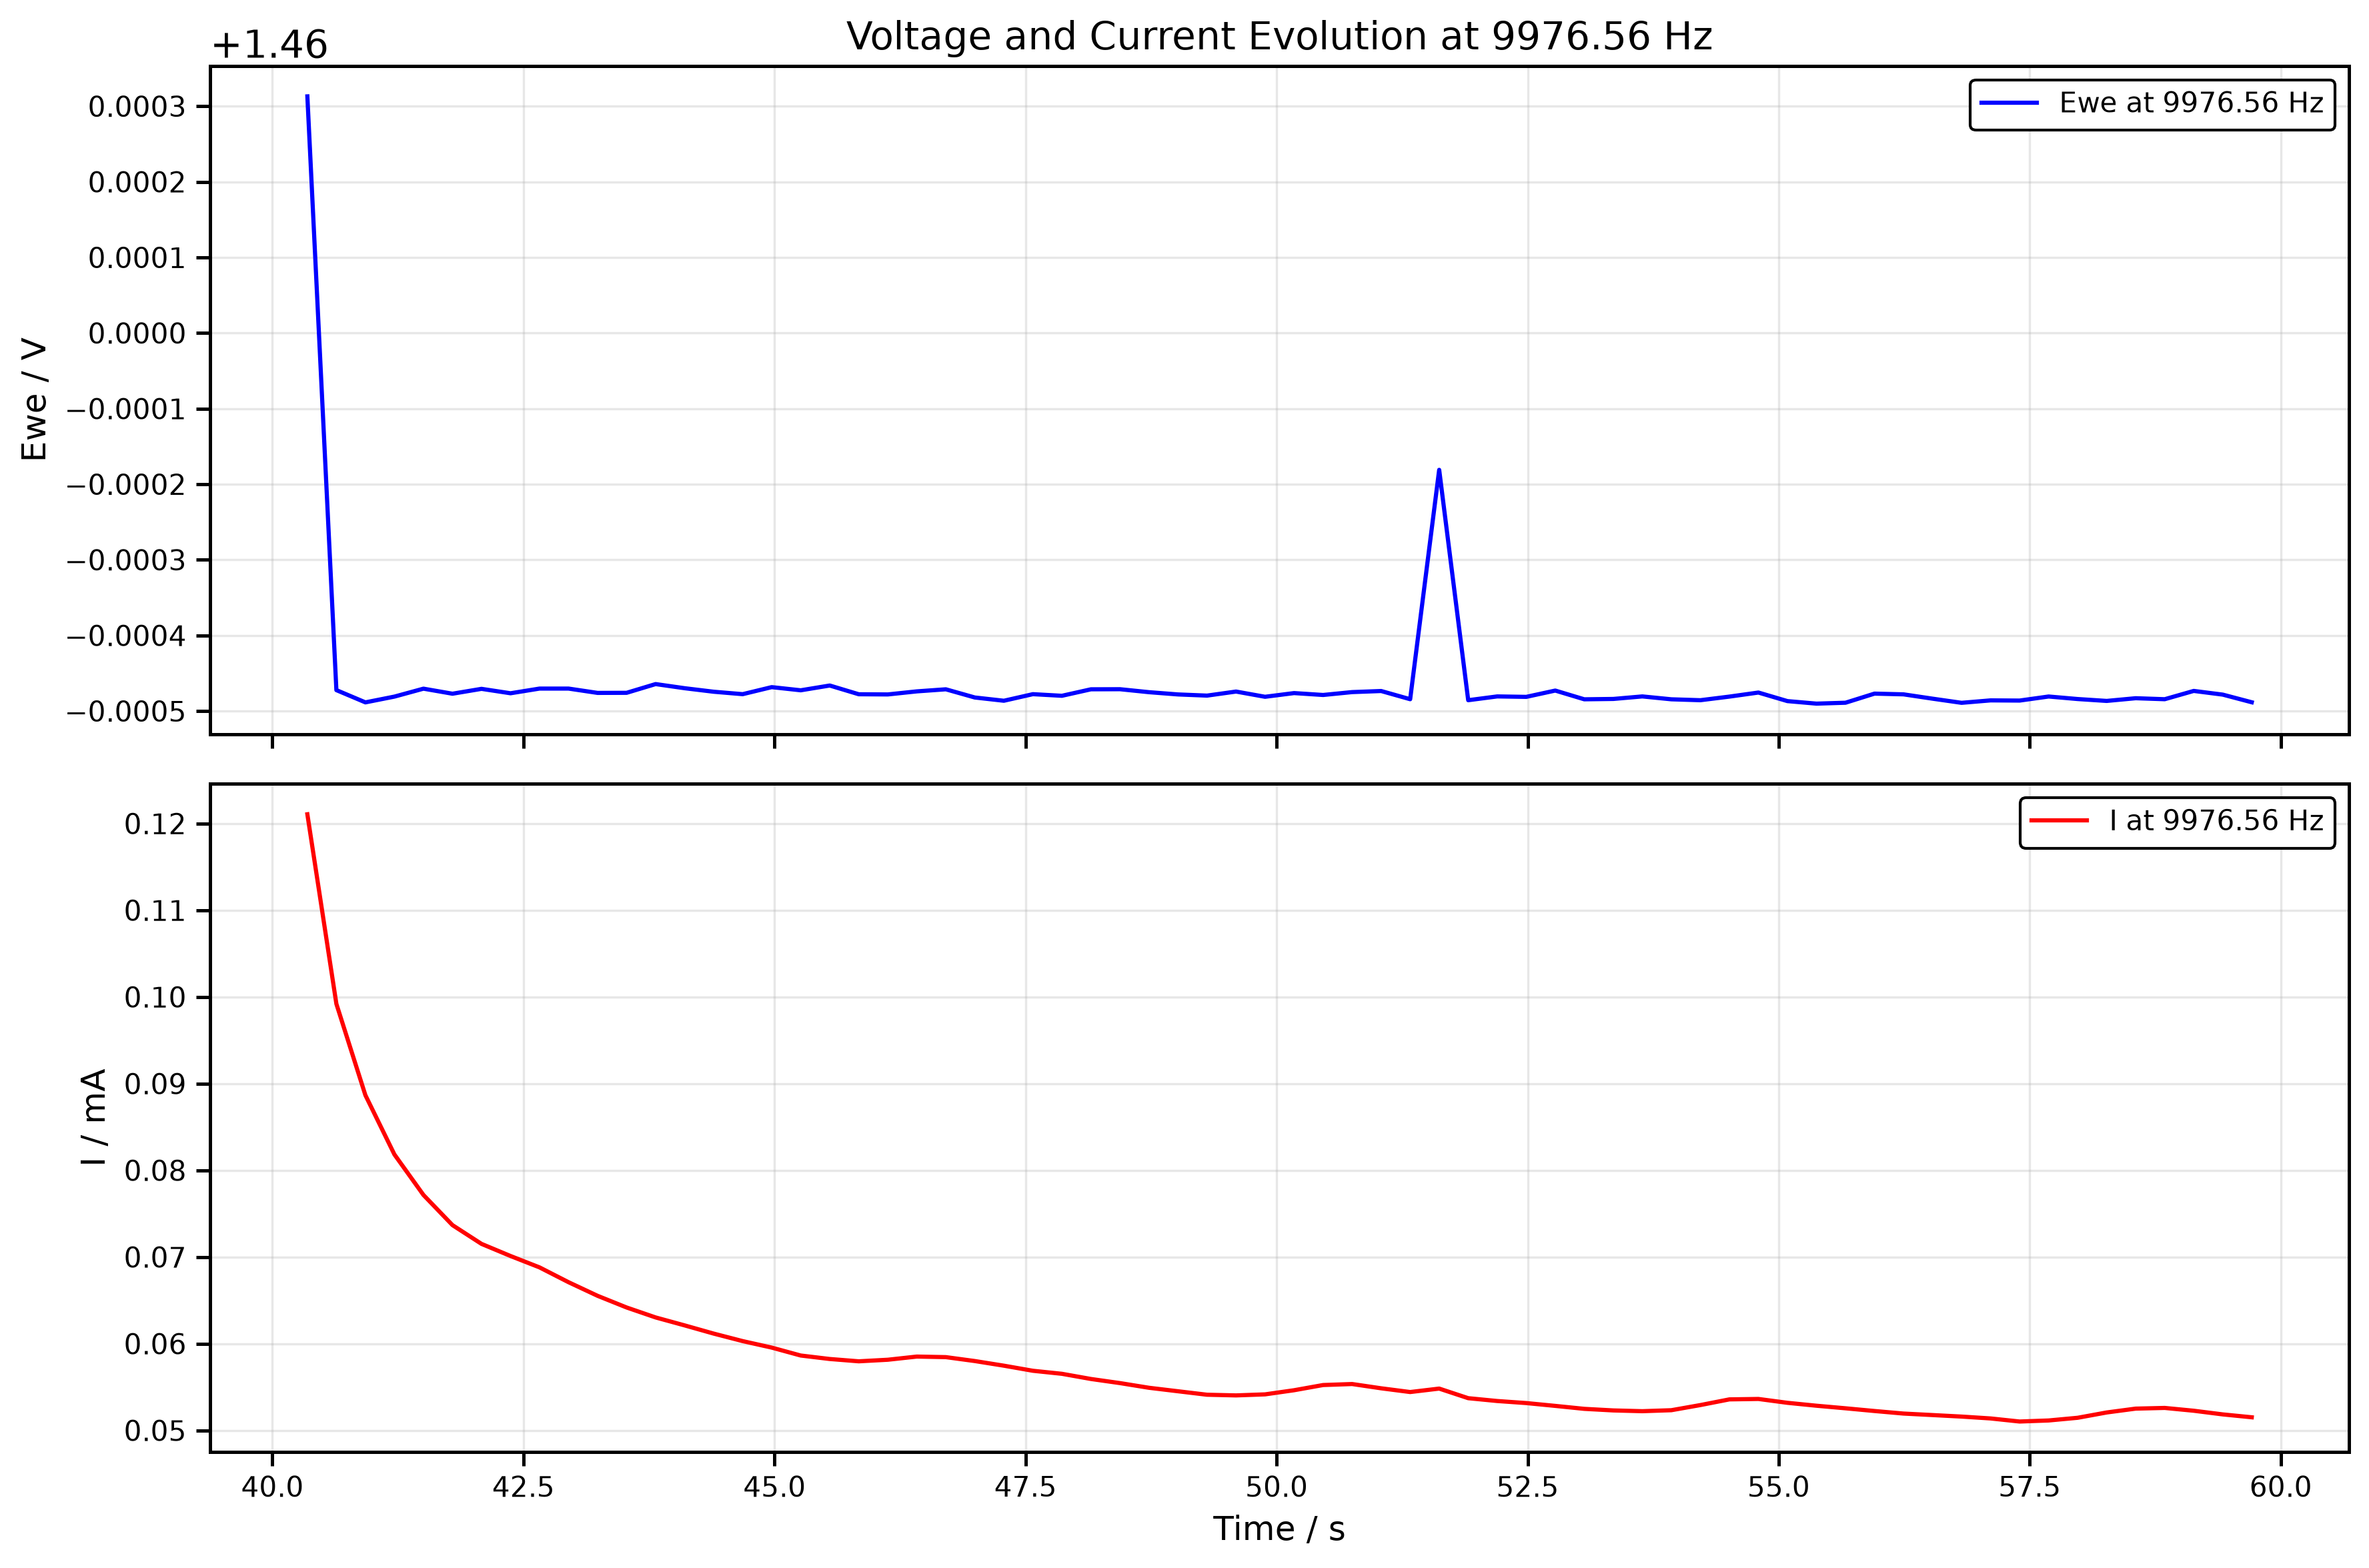 Voltage and Current Evolution at 9976.56 Hz
+1.46
Ewe at 9976.56 Hz
0.0003
0.0002
0.0001
0.0000
−0.0001
−0.0002
−0.0003
−0.0004
−0.0005
Ewe / V
I at 9976.56 Hz
0.12
0.11
0.10
0.09
0.08
0.07
0.06
0.05
I / mA
40.0 42.5 45.0 47.5 50.0 52.5 55.0 57.5 60.0
Time / s